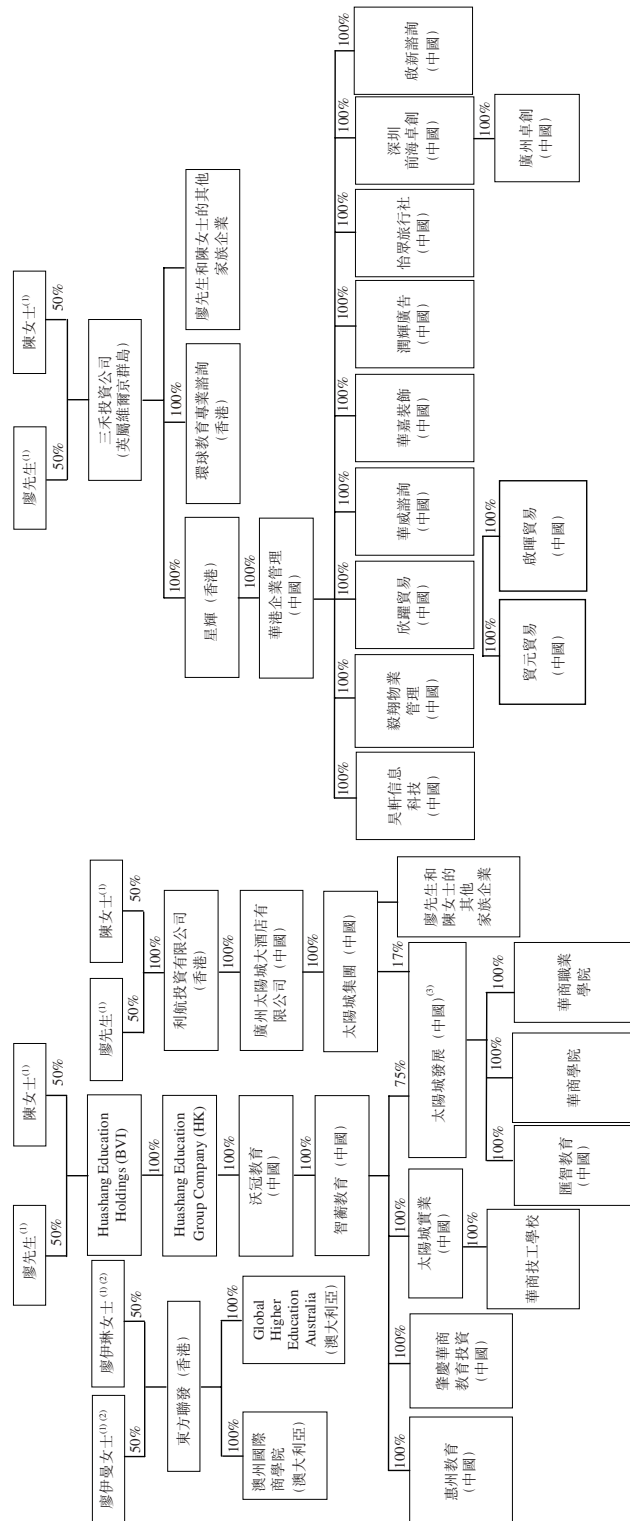 廖伊曼女士(1) (2)
廖伊琳女士(1) (2)
50%
50%
東方聯發（香港）
100%
100%
澳州國際
商學院
（澳大利亞）
Global
Higher
Education
Australia
（澳大利亞）
廖先生(1)
陳女士(1)
50%
50%
Huashang Education
Holdings (BVI)
100%
Huashang Education
Group Company (HK)
100%
沃冠教育
（中國）
100%
智蘅教育（中國）
廖先生(1)
陳女士(1)
50%
50%
100%
利航投資有限公司
（香港）
100%
廣州太陽城大酒店有
限公司（中國）
100%
太陽城集團（中國）
100%
100%
100%
75%
17%
惠州教育
（中國）
肇慶華商
教育投資
（中國）
太陽城實業
（中國）
太陽城發展（中國）(3)
廖先生和
陳女士的
其他
家族企業
100%
華商技工學校
100%
100%
100%
匯智教育
（中國）
華商學院
華商職業
學院
廖先生(1)
陳女士(1)
50%
50%
三禾投資公司
（英屬維爾京群島）
100%
100%
星輝（香港）
環球教育專業諮詢
（香港）
廖先生和陳女士的其他
家族企業
100%
華港企業管理
（中國）
100%
100%
100%
100%
100%
100%
100%
100%
100%
昊軒信息
科技
（中國）
毅翔物業
管理
（中國）
欣躍貿易
（中國）
華威諮詢
（中國）
華嘉裝飾
（中國）
潤輝廣告
（中國）
怡眾旅行社
（中國）
深圳
前海卓創
（中國）
啟新諮詢
（中國）
100%
100%
貿元貿易
（中國）
啟暉貿易
（中國）
100%
廣州卓創
（中國）